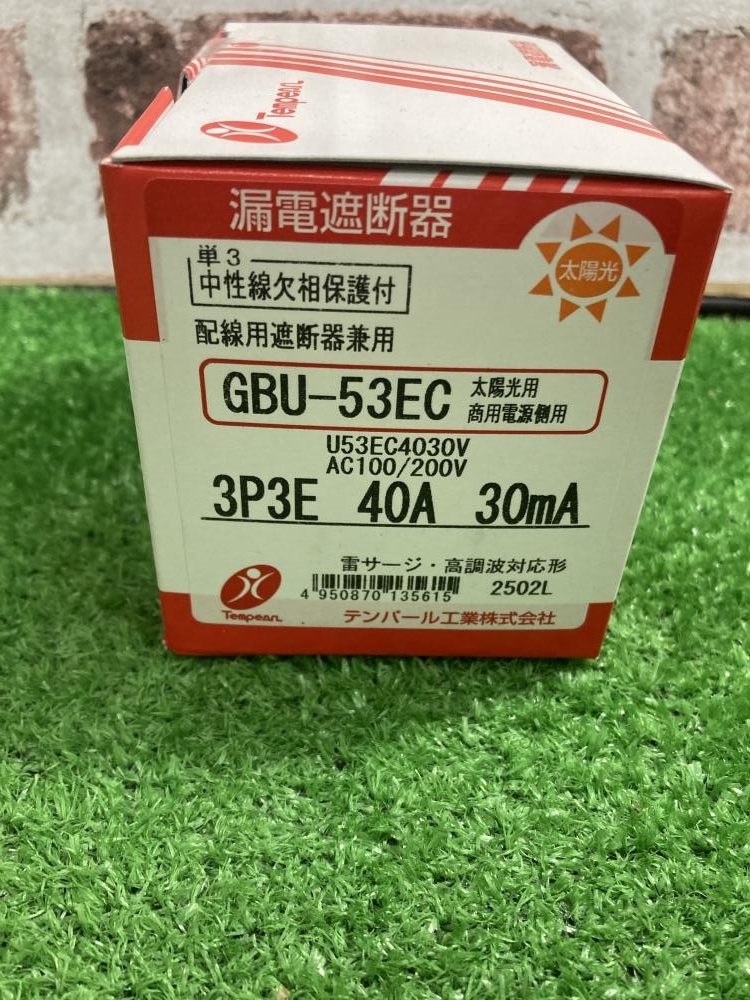 Tempearl
漏電遮断器
太陽光
単3
中性線欠相保護付
配線用遮断器兼用
GBU-53EC
太陽光用
商用電源側用
U53EC4030V
AC100/200V
3P3E 40A 30mA
雷サージ・高調波対応形
4 950870 135615
2502L
Tempearl
テンパール工業株式会社